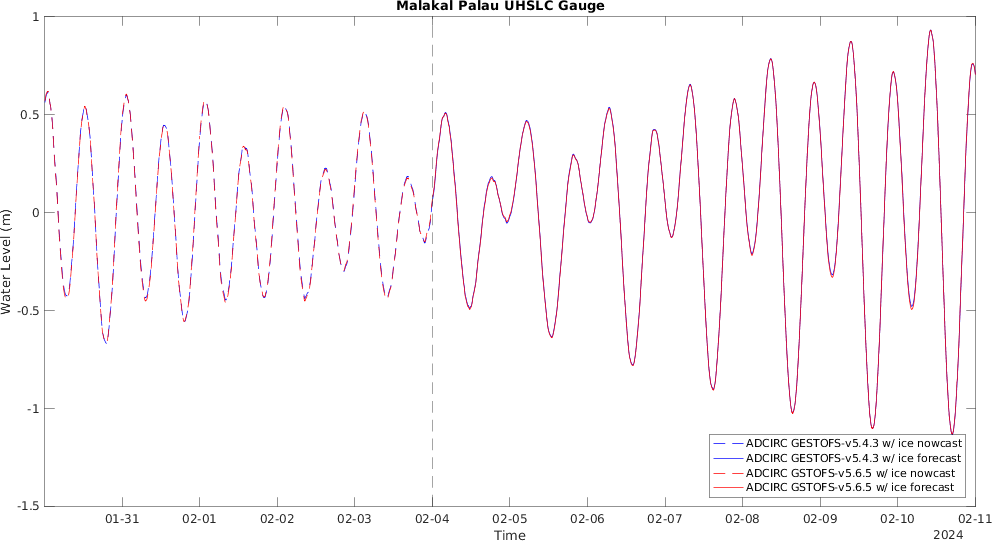 Malakal Palau UHSLC Gauge
1
0.5
0
-0.5
-1
-1.5
Water Level (m)
01-31
02-01
02-02
02-03
02-04
02-05
02-06
02-07
02-08
02-09
02-10
02-11
Time
2024
ADCIRC GESTOFS-v5.4.3 w/ ice nowcast
ADCIRC GESTOFS-v5.4.3 w/ ice forecast
ADCIRC GSTOFS-v5.6.5 w/ ice nowcast
ADCIRC GSTOFS-v5.6.5 w/ ice forecast